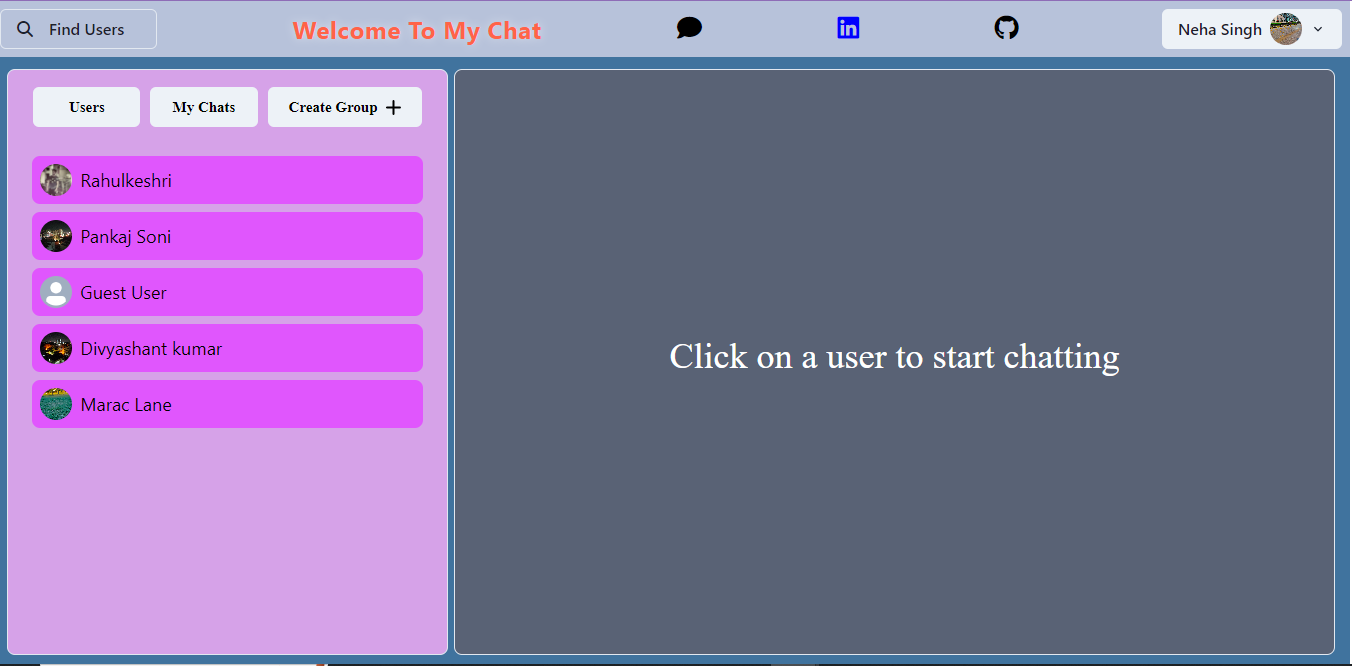 Find Users
Welcome To My Chat
in
Neha Singh
Users
My Chats
Create Group
Rahulkeshri
Pankaj Soni
Guest User
Divyashant kumar
Marac Lane
Click on a user to start chatting